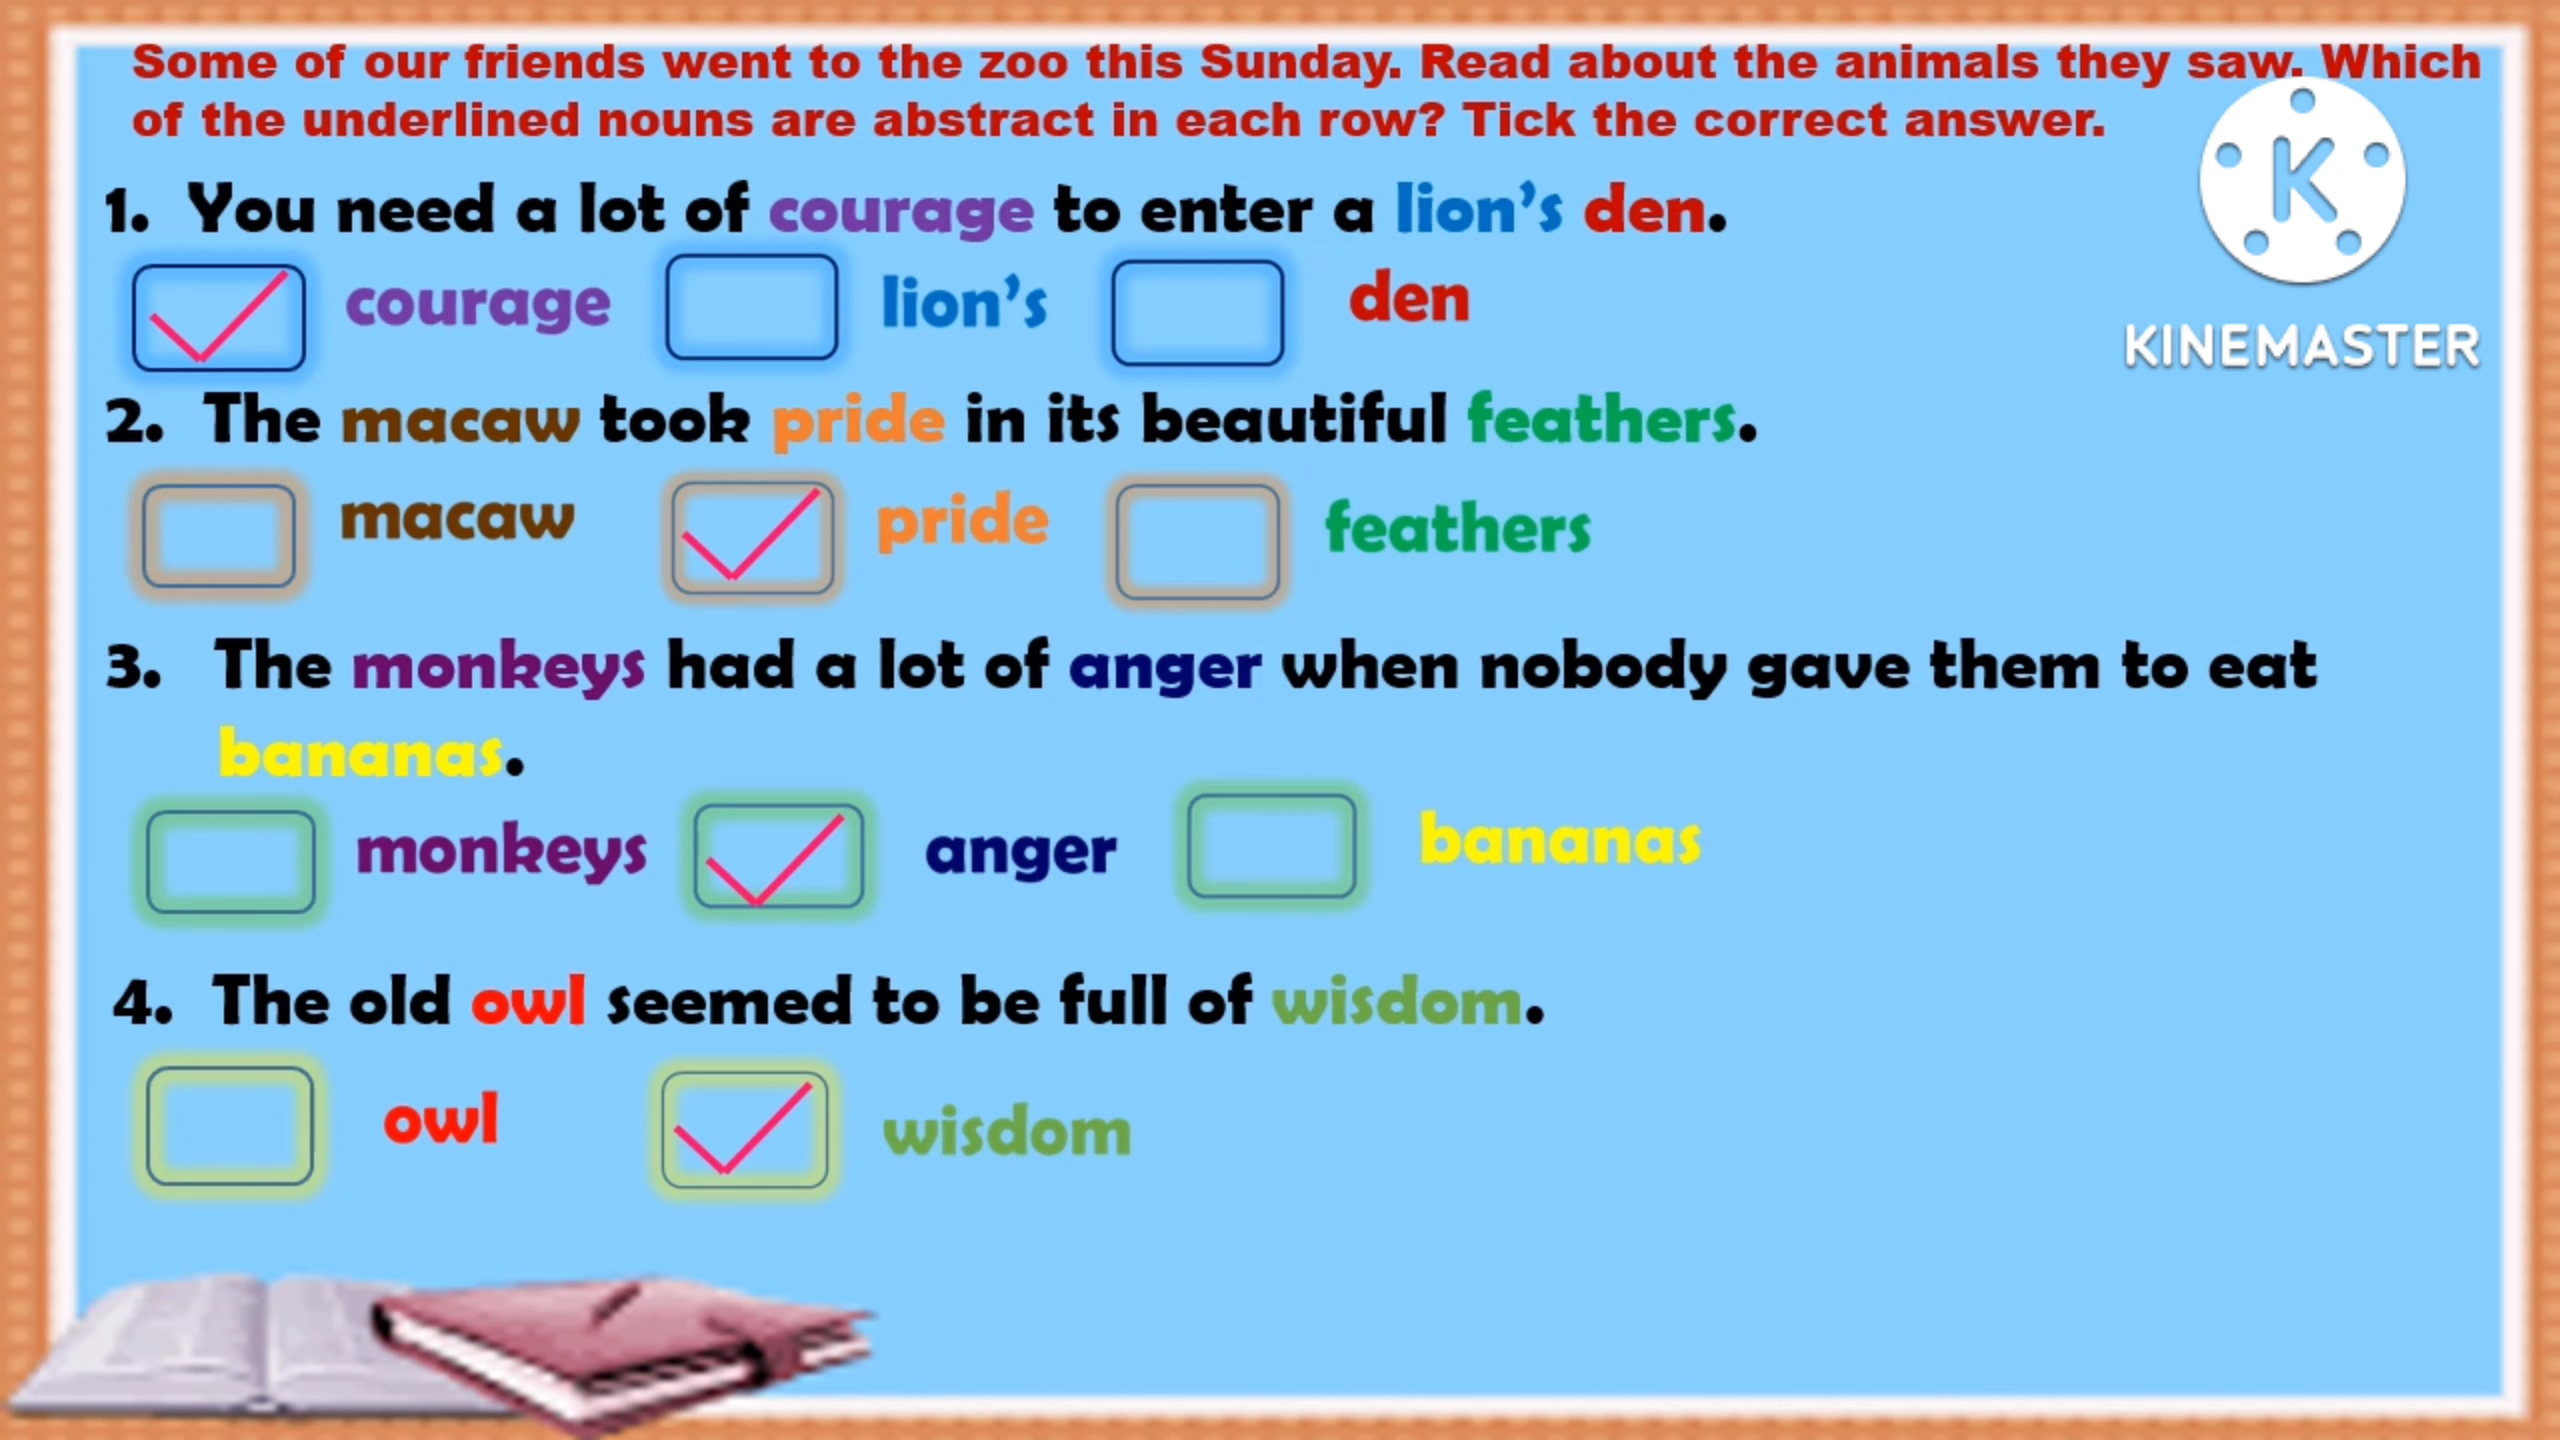 Some of our friends went to the zoo this Sunday. Read about the animals they saw. Which
of the underlined nouns are abstract in each row? Tick the correct answer.
K
KINEMASTER
1. You need a lot of courage to enter a lion's den.
courage lion's den
2. The macaw took pride in its beautiful feathers.
macaw pride feathers
3. The monkeys had a lot of anger when nobody gave them to eat
bananas.
monkeys anger bananas
4. The old owl seemed to be full of wisdom.
owl wisdom